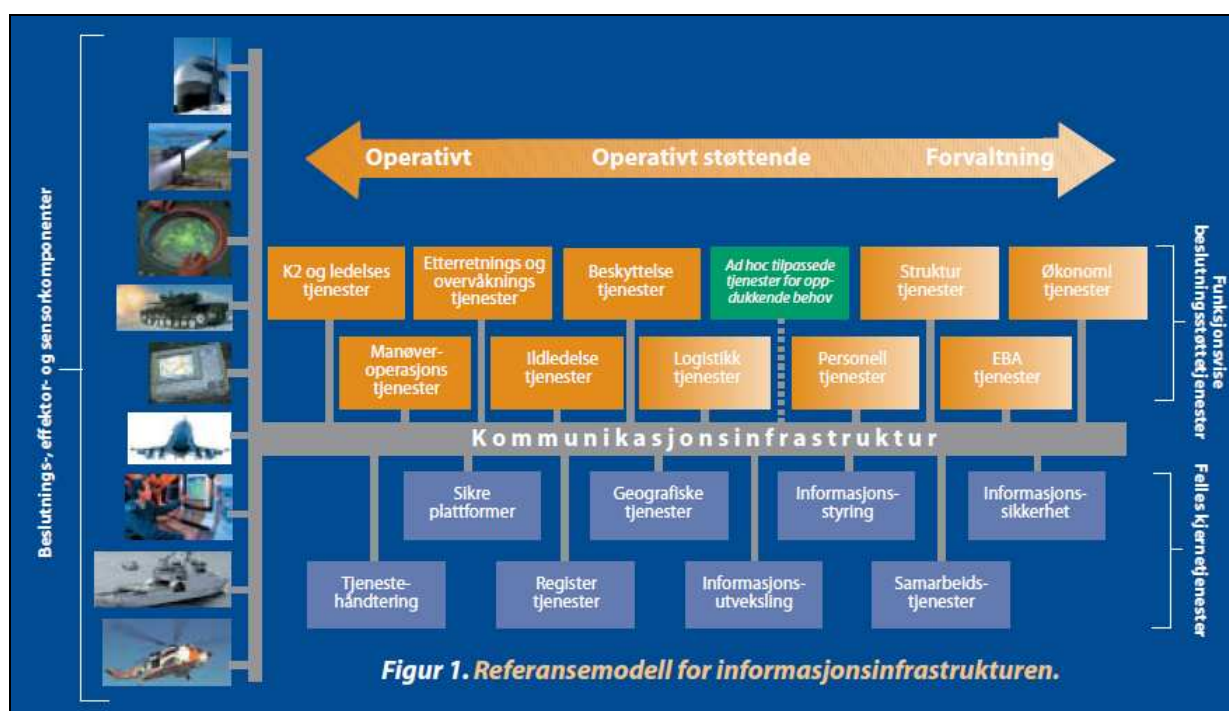 Beslutnings-, effektor- og sensorkomponenter
Operativt
Operativt støttende
Forvaltning
K2 og ledelses
tjenester
Etterretnings og
overvåknings
tjenester
Beskyttelse
tjenester
Ad hoc tilpassede
tjenester for opp-
dukkende behov
Struktur
tjenester
Økonomi
tjenester
Manøver-
operasjons
tjenester
Ildledelse
tjenester
Logistikk
tjenester
Personell
tjenester
EBA
tjenester
Funksjonsvise
beslutningsstøttetjenester
Kommunikasjonsinfrastruktur
Sikre
plattformer
Geografiske
tjenester
Informasjons-
styring
Informasjons-
sikkerhet
Tjeneste-
håndtering
Register
tjenester
Informasjons-
utveksling
Samarbeids-
tjenester
Felles kjernetjenester
Figur 1. Referansemodell for informasjonsinfrastrukturen.